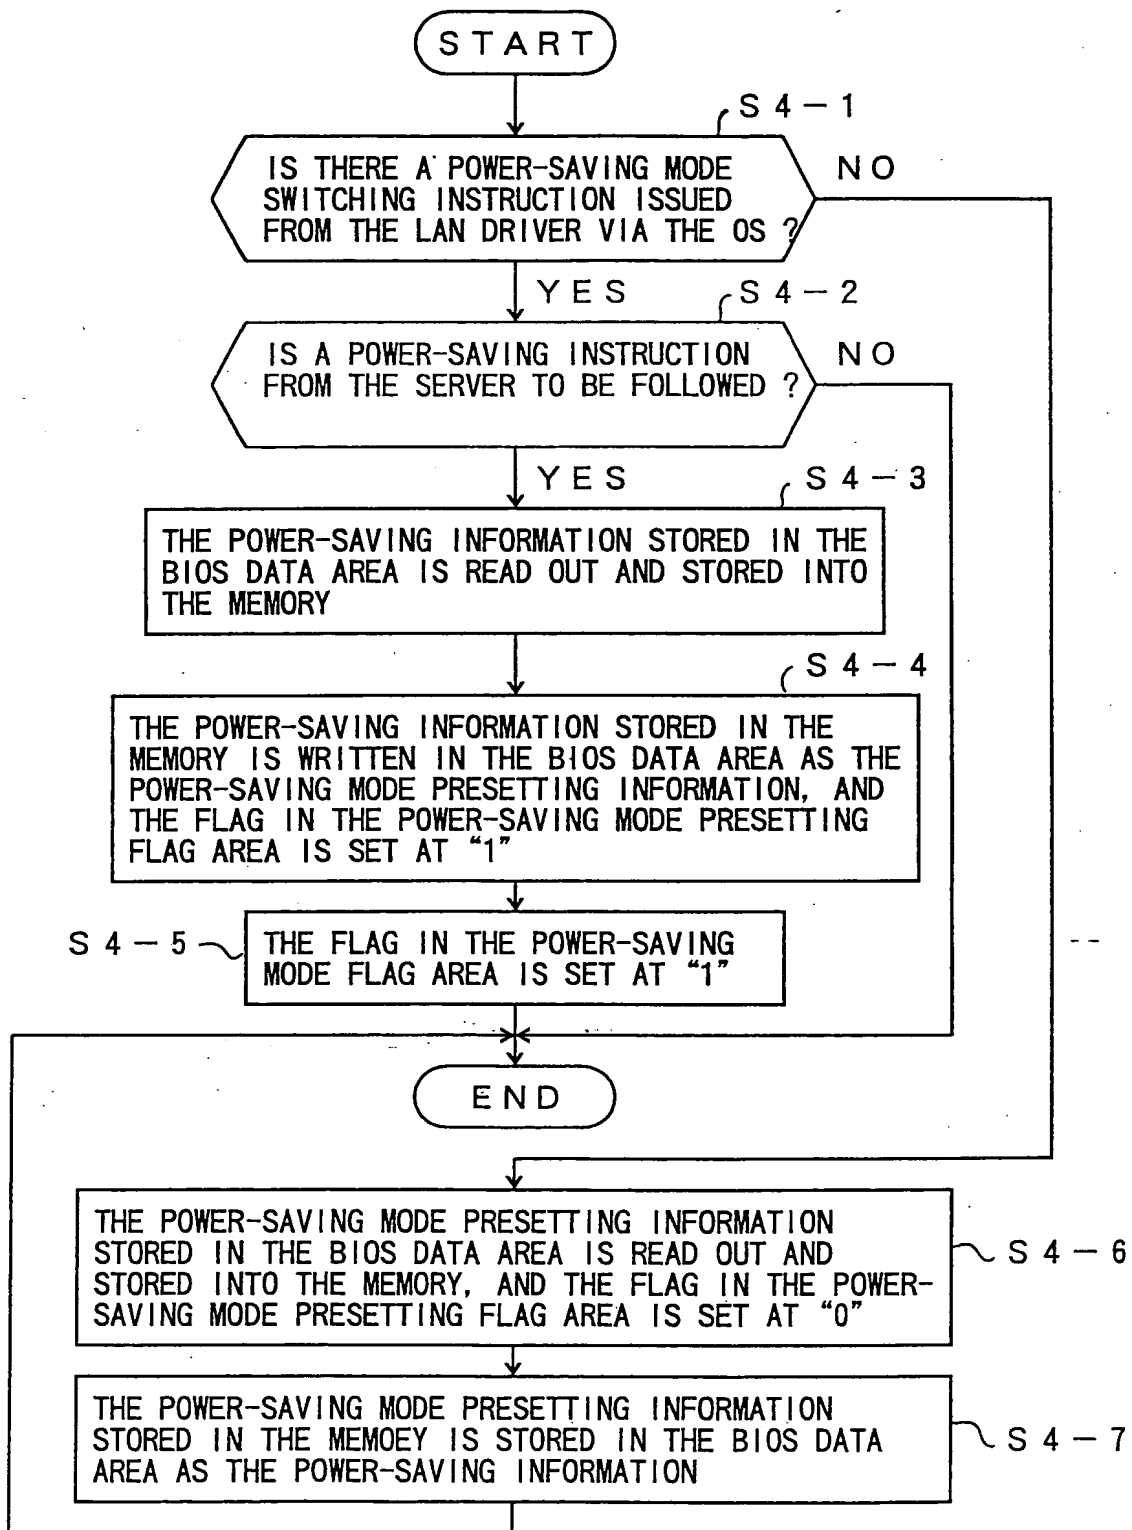 START
S4-1
IS THERE A POWER-SAVING MODE
SWITCHING INSTRUCTION ISSUED
FROM THE LAN DRIVER VIA THE OS ?
NO
YES
S4-2
IS A POWER-SAVING INSTRUCTION
FROM THE SERVER TO BE FOLLOWED ?
NO
YES
S4-3
THE POWER-SAVING INFORMATION STORED IN THE
BIOS DATA AREA IS READ OUT AND STORED INTO
THE MEMORY
S4-4
THE POWER-SAVING INFORMATION STORED IN THE
MEMORY IS WRITTEN IN THE BIOS DATA AREA AS THE
POWER-SAVING MODE PRESETTING INFORMATION, AND
THE FLAG IN THE POWER-SAVING MODE PRESETTING
FLAG AREA IS SET AT “1”
S4-5
THE FLAG IN THE POWER-SAVING
MODE FLAG AREA IS SET AT “1”
END
THE POWER-SAVING MODE PRESETTING INFORMATION
STORED IN THE BIOS DATA AREA IS READ OUT AND
STORED INTO THE MEMORY, AND THE FLAG IN THE POWER-
SAVING MODE PRESETTING FLAG AREA IS SET AT “0”
S4-6
THE POWER-SAVING MODE PRESETTING INFORMATION
STORED IN THE MEMOEY IS STORED IN THE BIOS DATA
AREA AS THE POWER-SAVING INFORMATION
S4-7